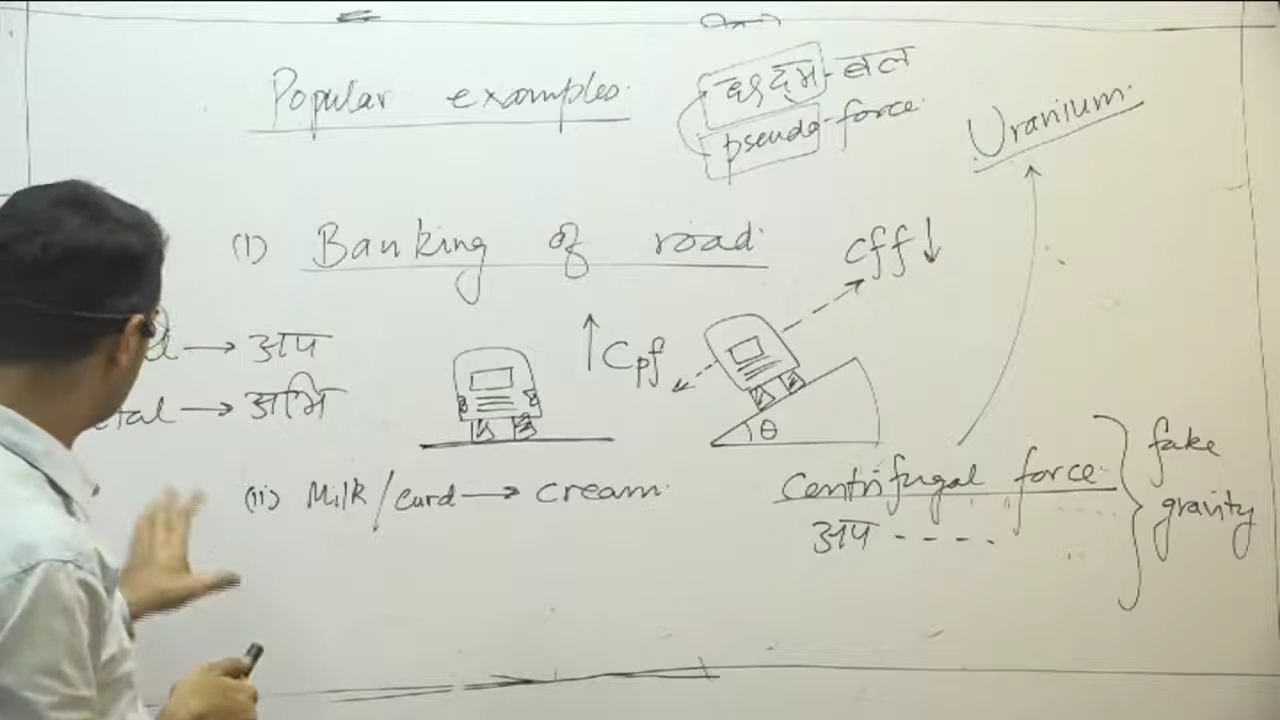 Popular examples.
छद्म-बल
pseudo-force.
Uranium.
(i) Banking of road.
cff↓
→ अप
→ अभि
↑ Cpf
θ
(ii) Milk/curd → cream.
Centrifugal force.
अप - - - - .
fake
gravity